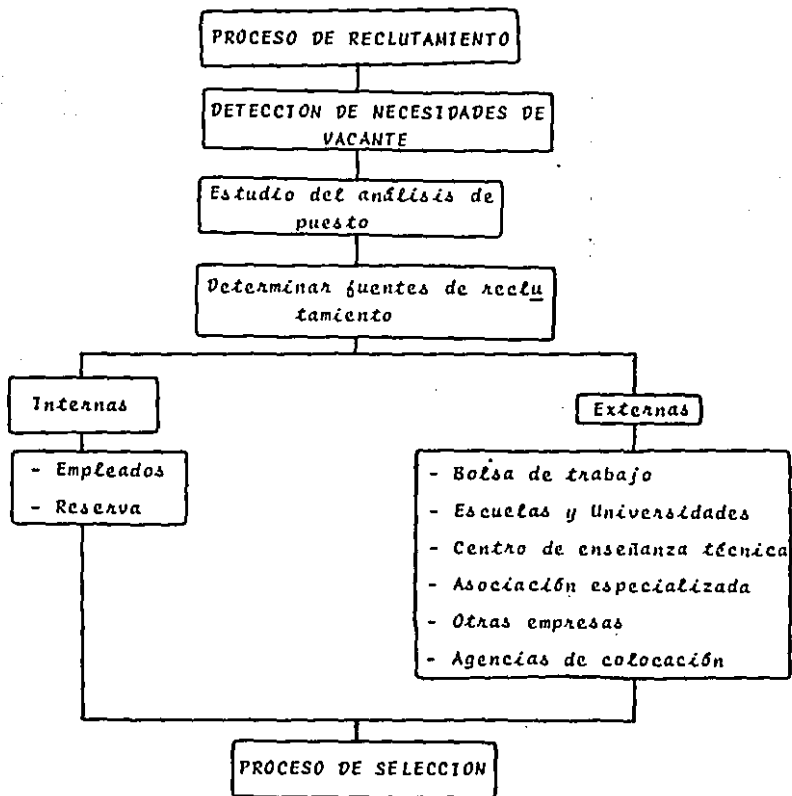 PROCESO DE RECLUTAMIENTO
DETECCION DE NECESIDADES DE
VACANTE
Estudio del análisis de
puesto
Determinar fuentes de reclu
tamiento
Internas
Externas
- Empleados
- Reserva
- Bolsa de trabajo
- Escuelas y Universidades
- Centro de enseñanza técnica
- Asociación especializada
- Otras empresas
- Agencias de colocación
PROCESO DE SELECCION